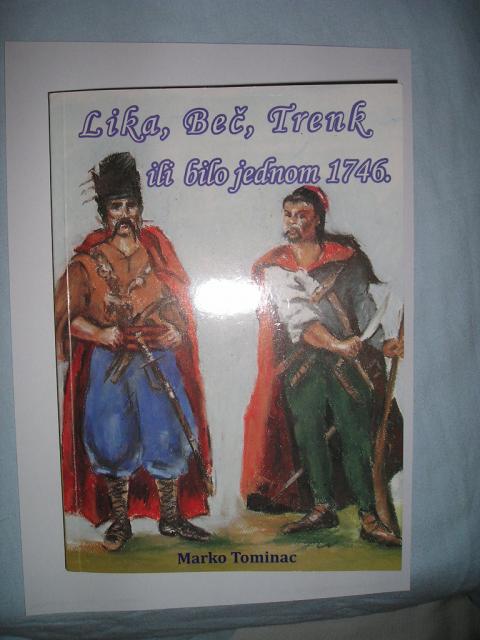 Lika, Beč, Trenk
ili bilo jednom 1746.
Marko Tominac